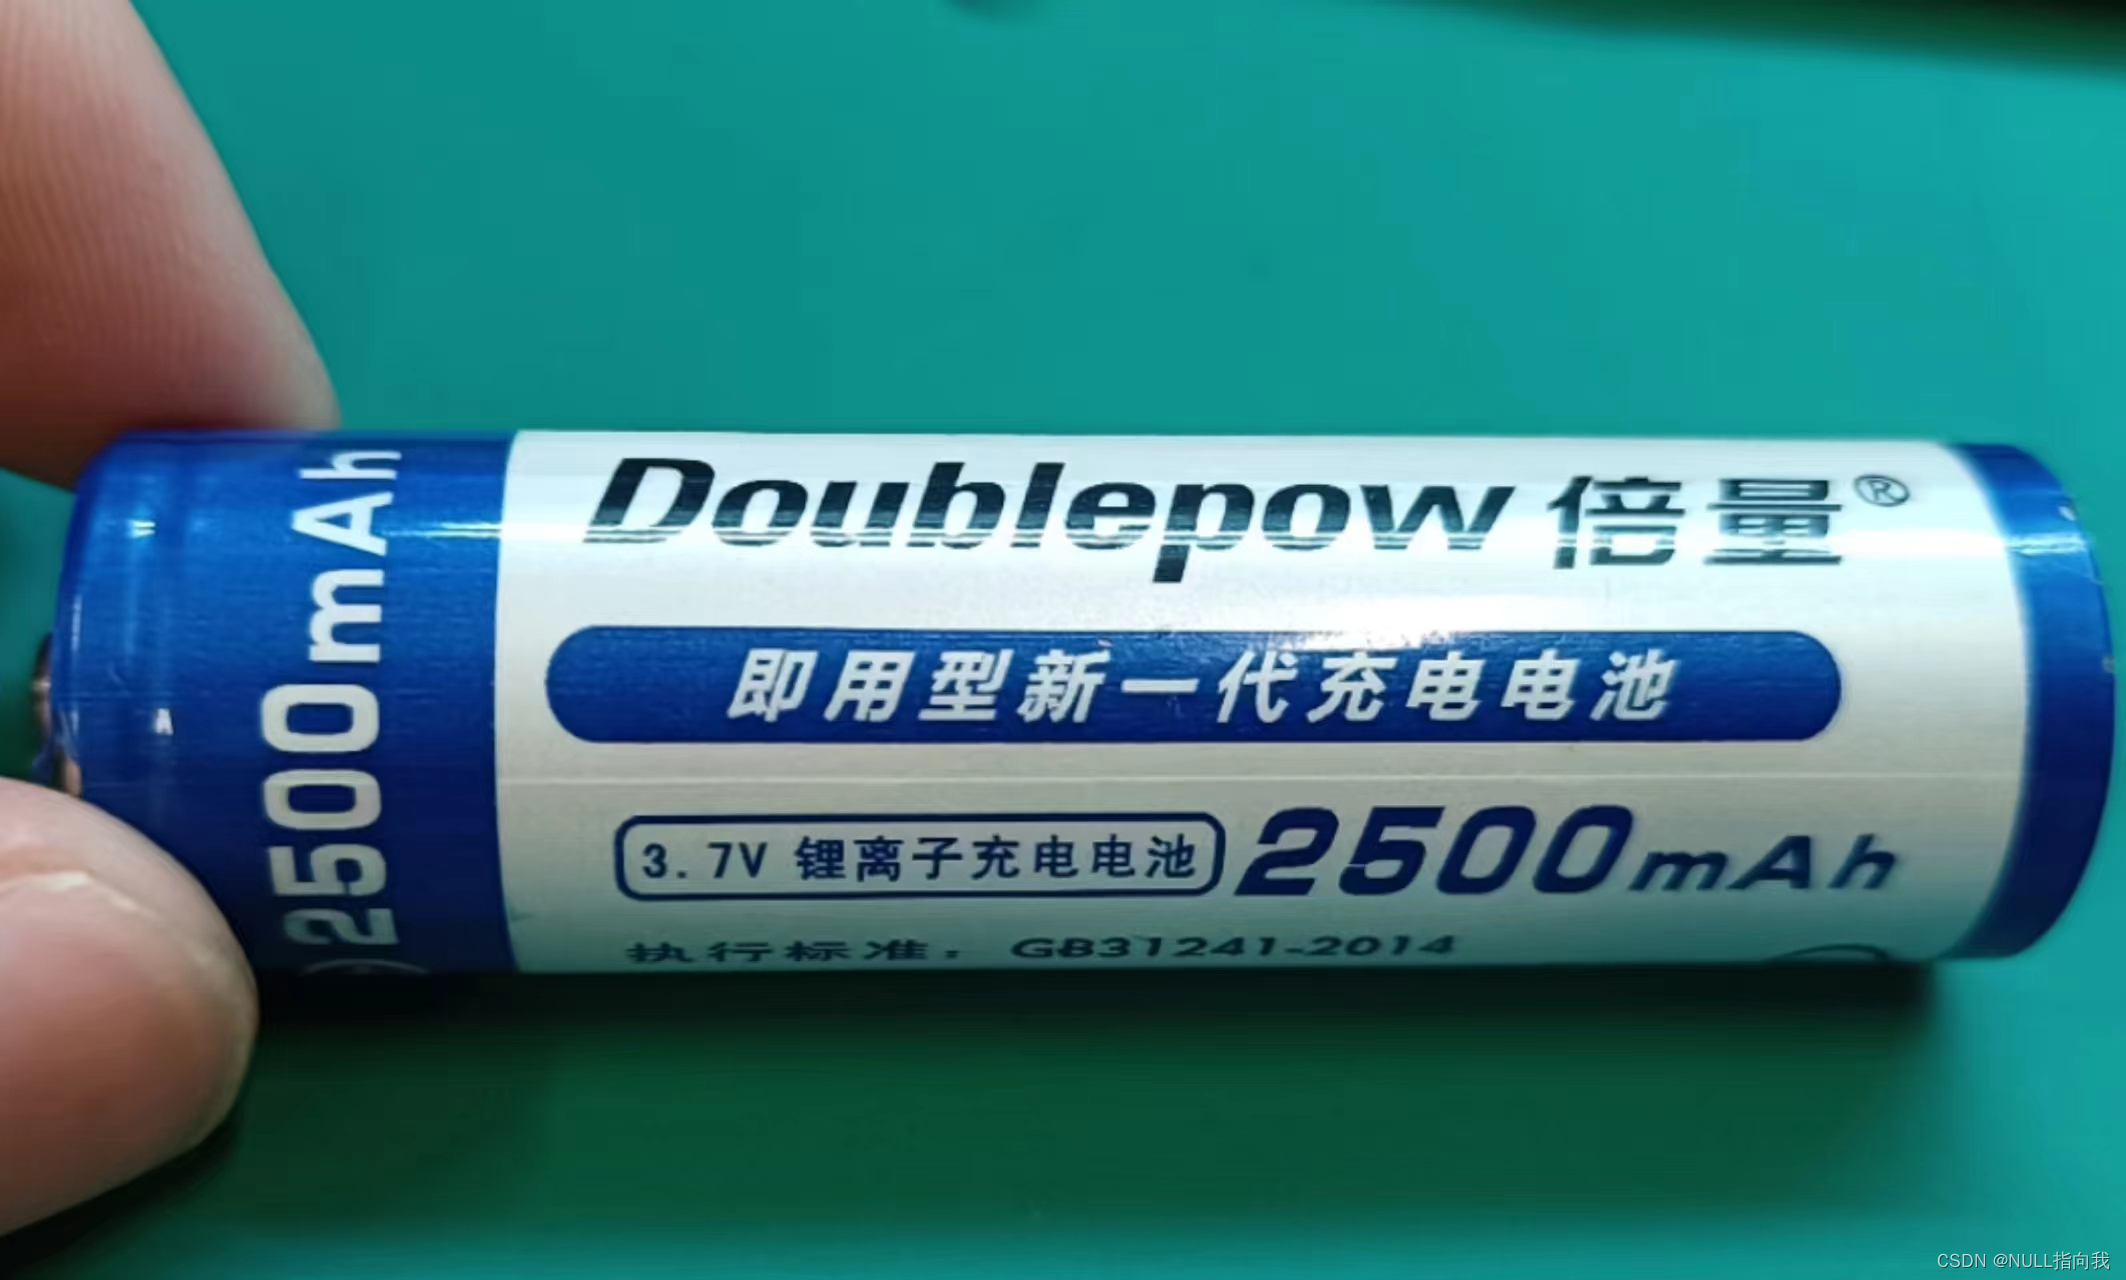 2500mAh
Doublepow 倍量®
即用型新一代充电电池
3.7V 锂离子充电电池 2500mAh
执行标准：GB31241-2014
CSDN @NULL指向我